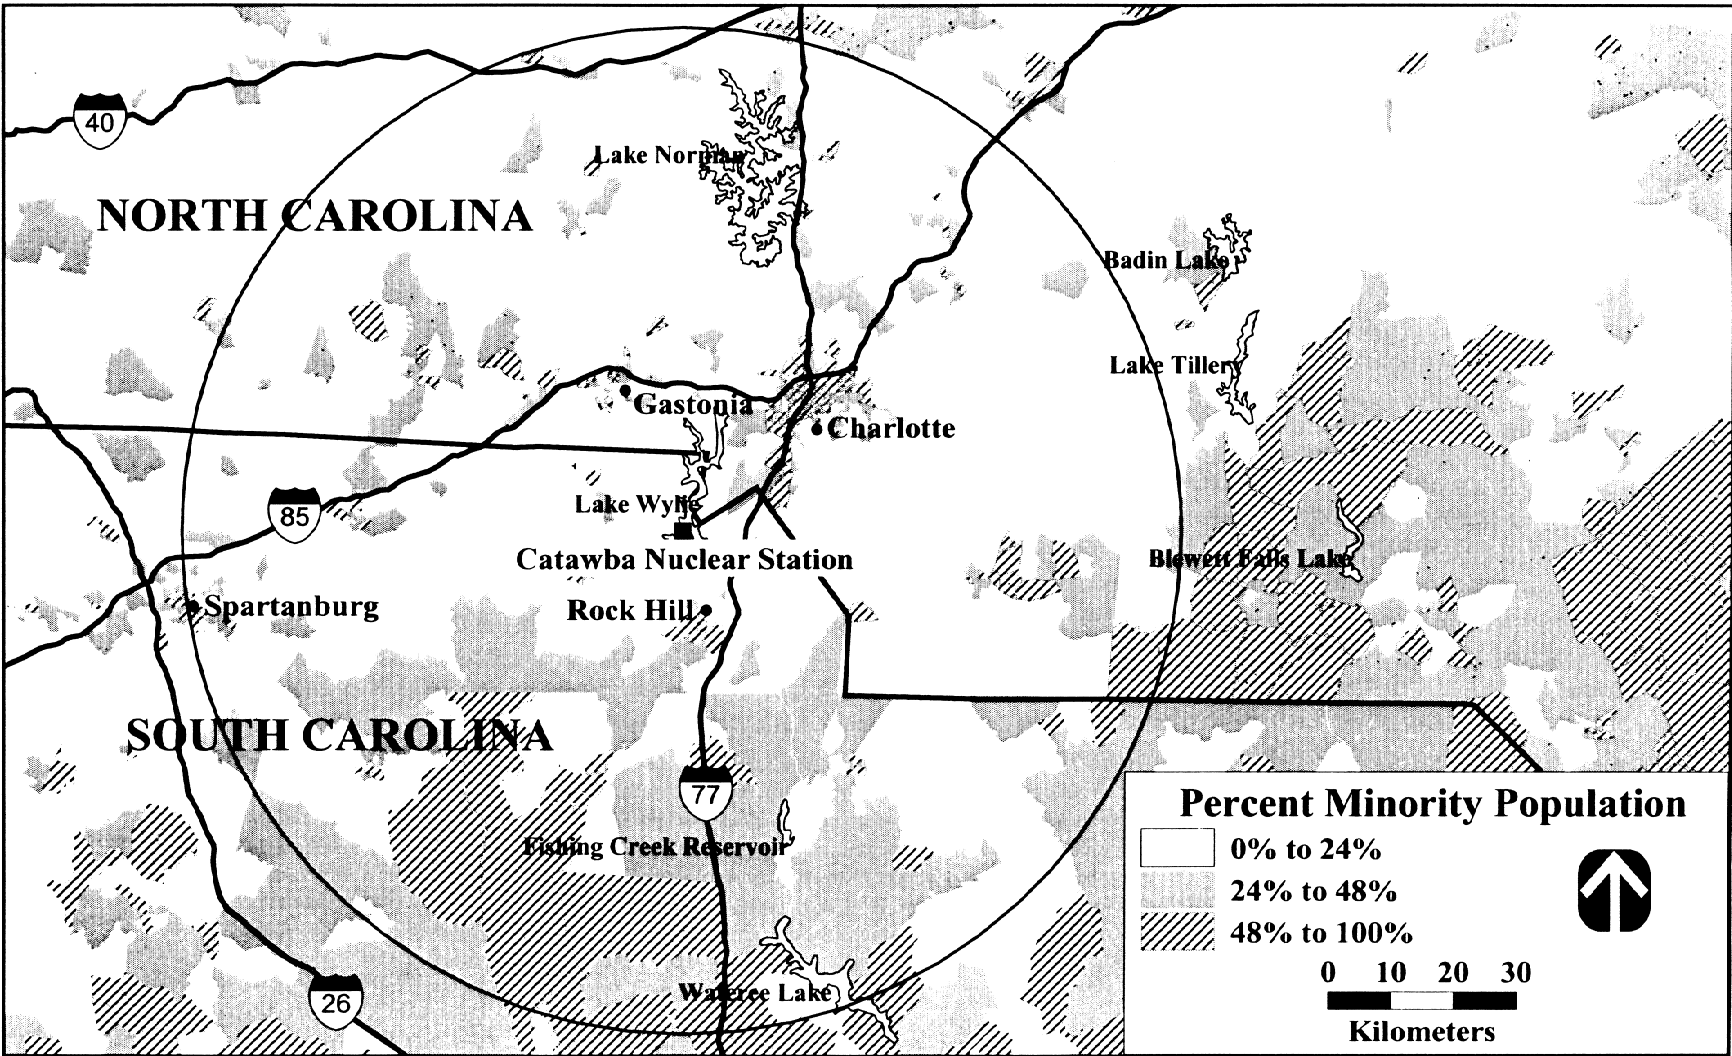 40
Lake Norman
NORTH CAROLINA
Badin Lake
Lake Tillery
Gastonia
Charlotte
85
Lake Wylie
Catawba Nuclear Station
Blewett Falls Lake
Spartanburg
Rock Hill
SOUTH CAROLINA
77
Fishing Creek Reservoir
Wateree Lake
26
Percent Minority Population
0% to 24%
24% to 48%
48% to 100%
0 10 20 30
Kilometers